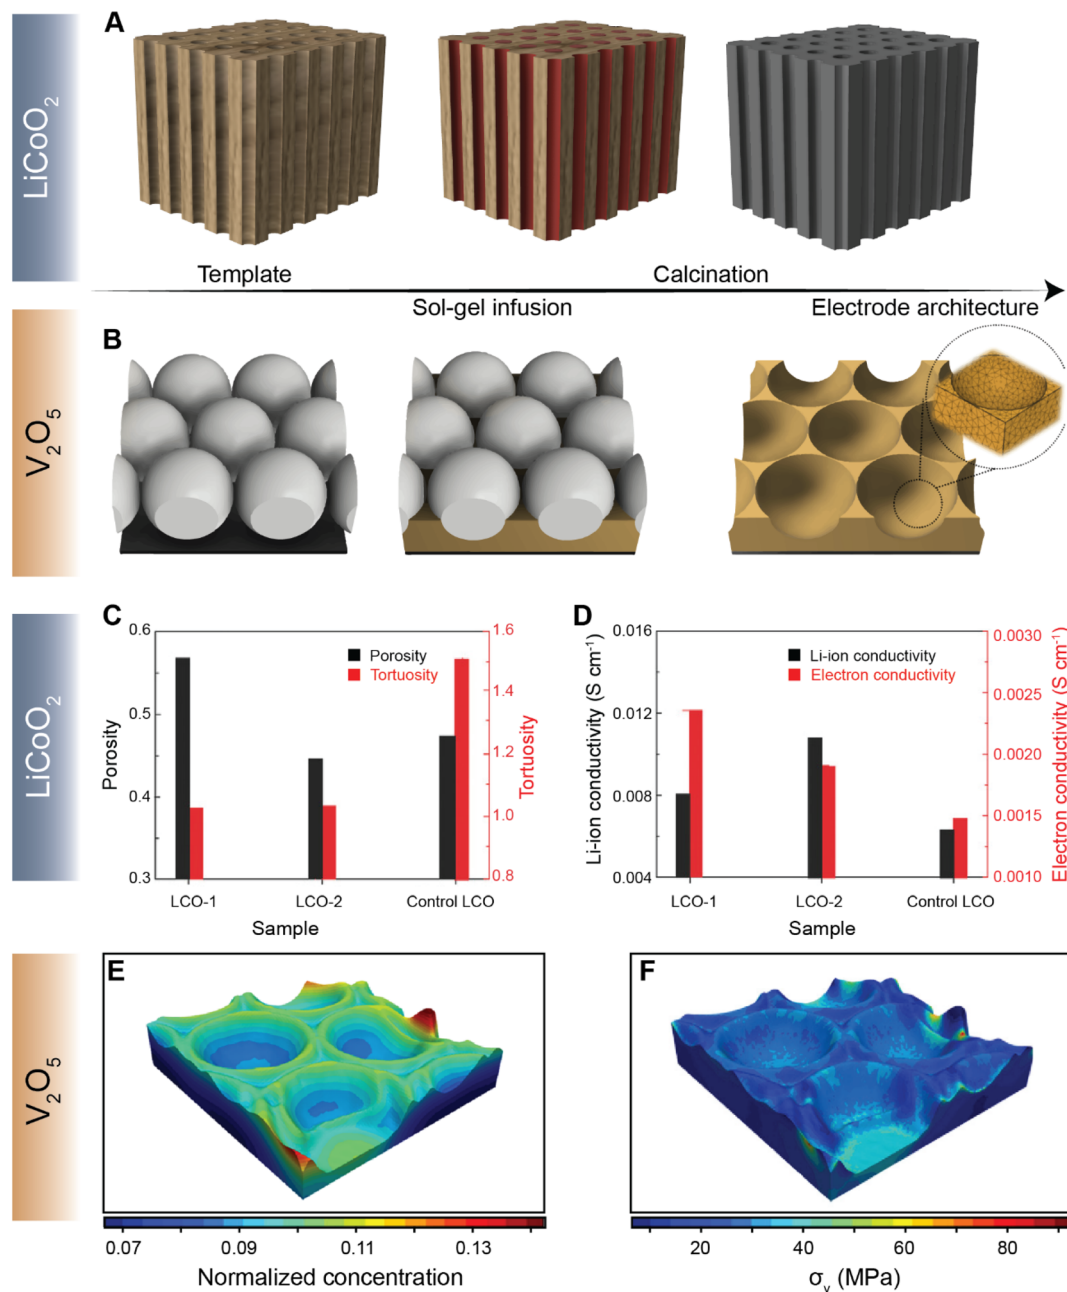 LiCoO2
A
Template
Calcination
Sol-gel infusion
Electrode architecture
V2O5
B
LiCoO2
C
0.6
0.5
0.4
0.3
Porosity
Porosity
Tortuosity
1.6
1.4
1.2
1.0
0.8
Tortuosity
LCO-1
LCO-2
Control LCO
Sample
D
0.016
0.012
0.008
0.004
Li-ion conductivity (S cm-1)
Li-ion conductivity
Electron conductivity
0.0030
0.0025
0.0020
0.0015
0.0010
Electron conductivity (S cm-1)
LCO-1
LCO-2
Control LCO
Sample
V2O5
E
0.07
0.09
0.11
0.13
Normalized concentration
F
20
40
60
80
σv (MPa)